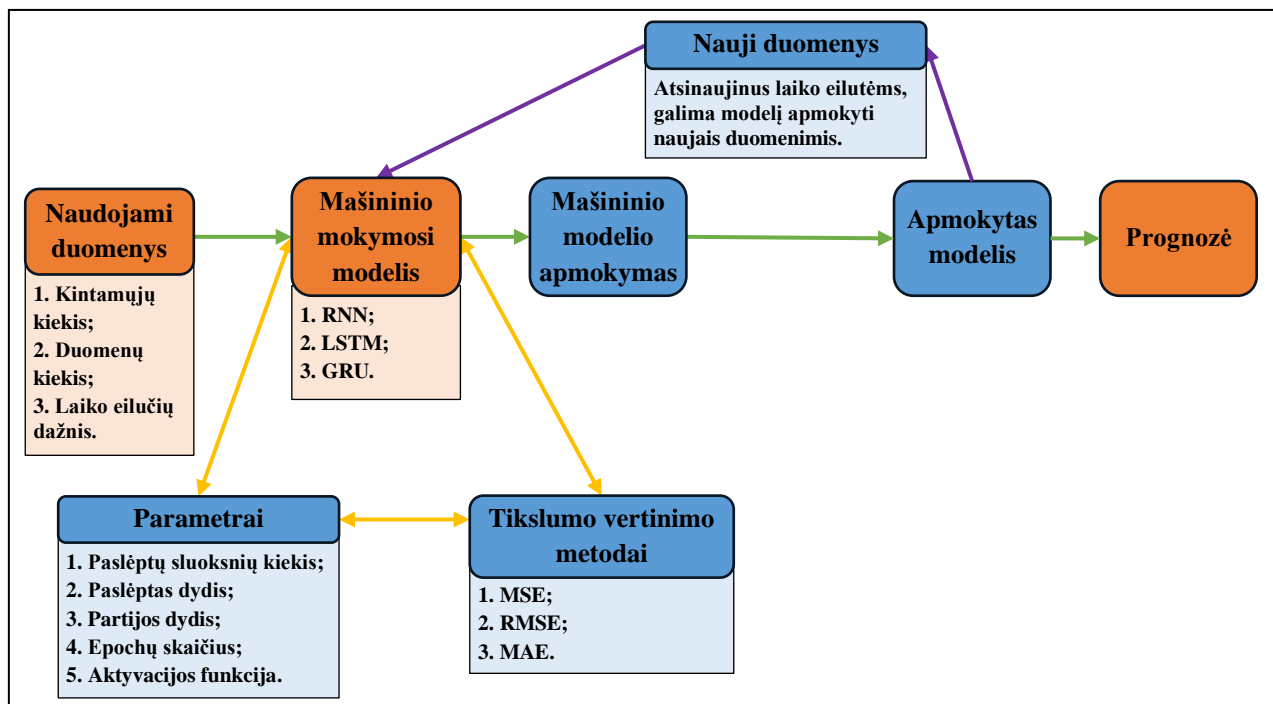 Nauji duomenys
Atsinaujinus laiko eilutėms,
galima modelį apmokyti
naujais duomenimis.
Naudojami
duomenys
1. Kintamųjų
kiekis;
2. Duomenų
kiekis;
3. Laiko eilučių
dažnis.
Mašininio
mokymosi
modelis
1. RNN;
2. LSTM;
3. GRU.
Mašininio
modelio
apmokymas
Apmokytas
modelis
Prognozė
Parametrai
1. Paslėptų sluoksnių kiekis;
2. Paslėptas dydis;
3. Partijos dydis;
4. Epochų skaičius;
5. Aktyvacijos funkcija.
Tikslumo vertinimo
metodai
1. MSE;
2. RMSE;
3. MAE.